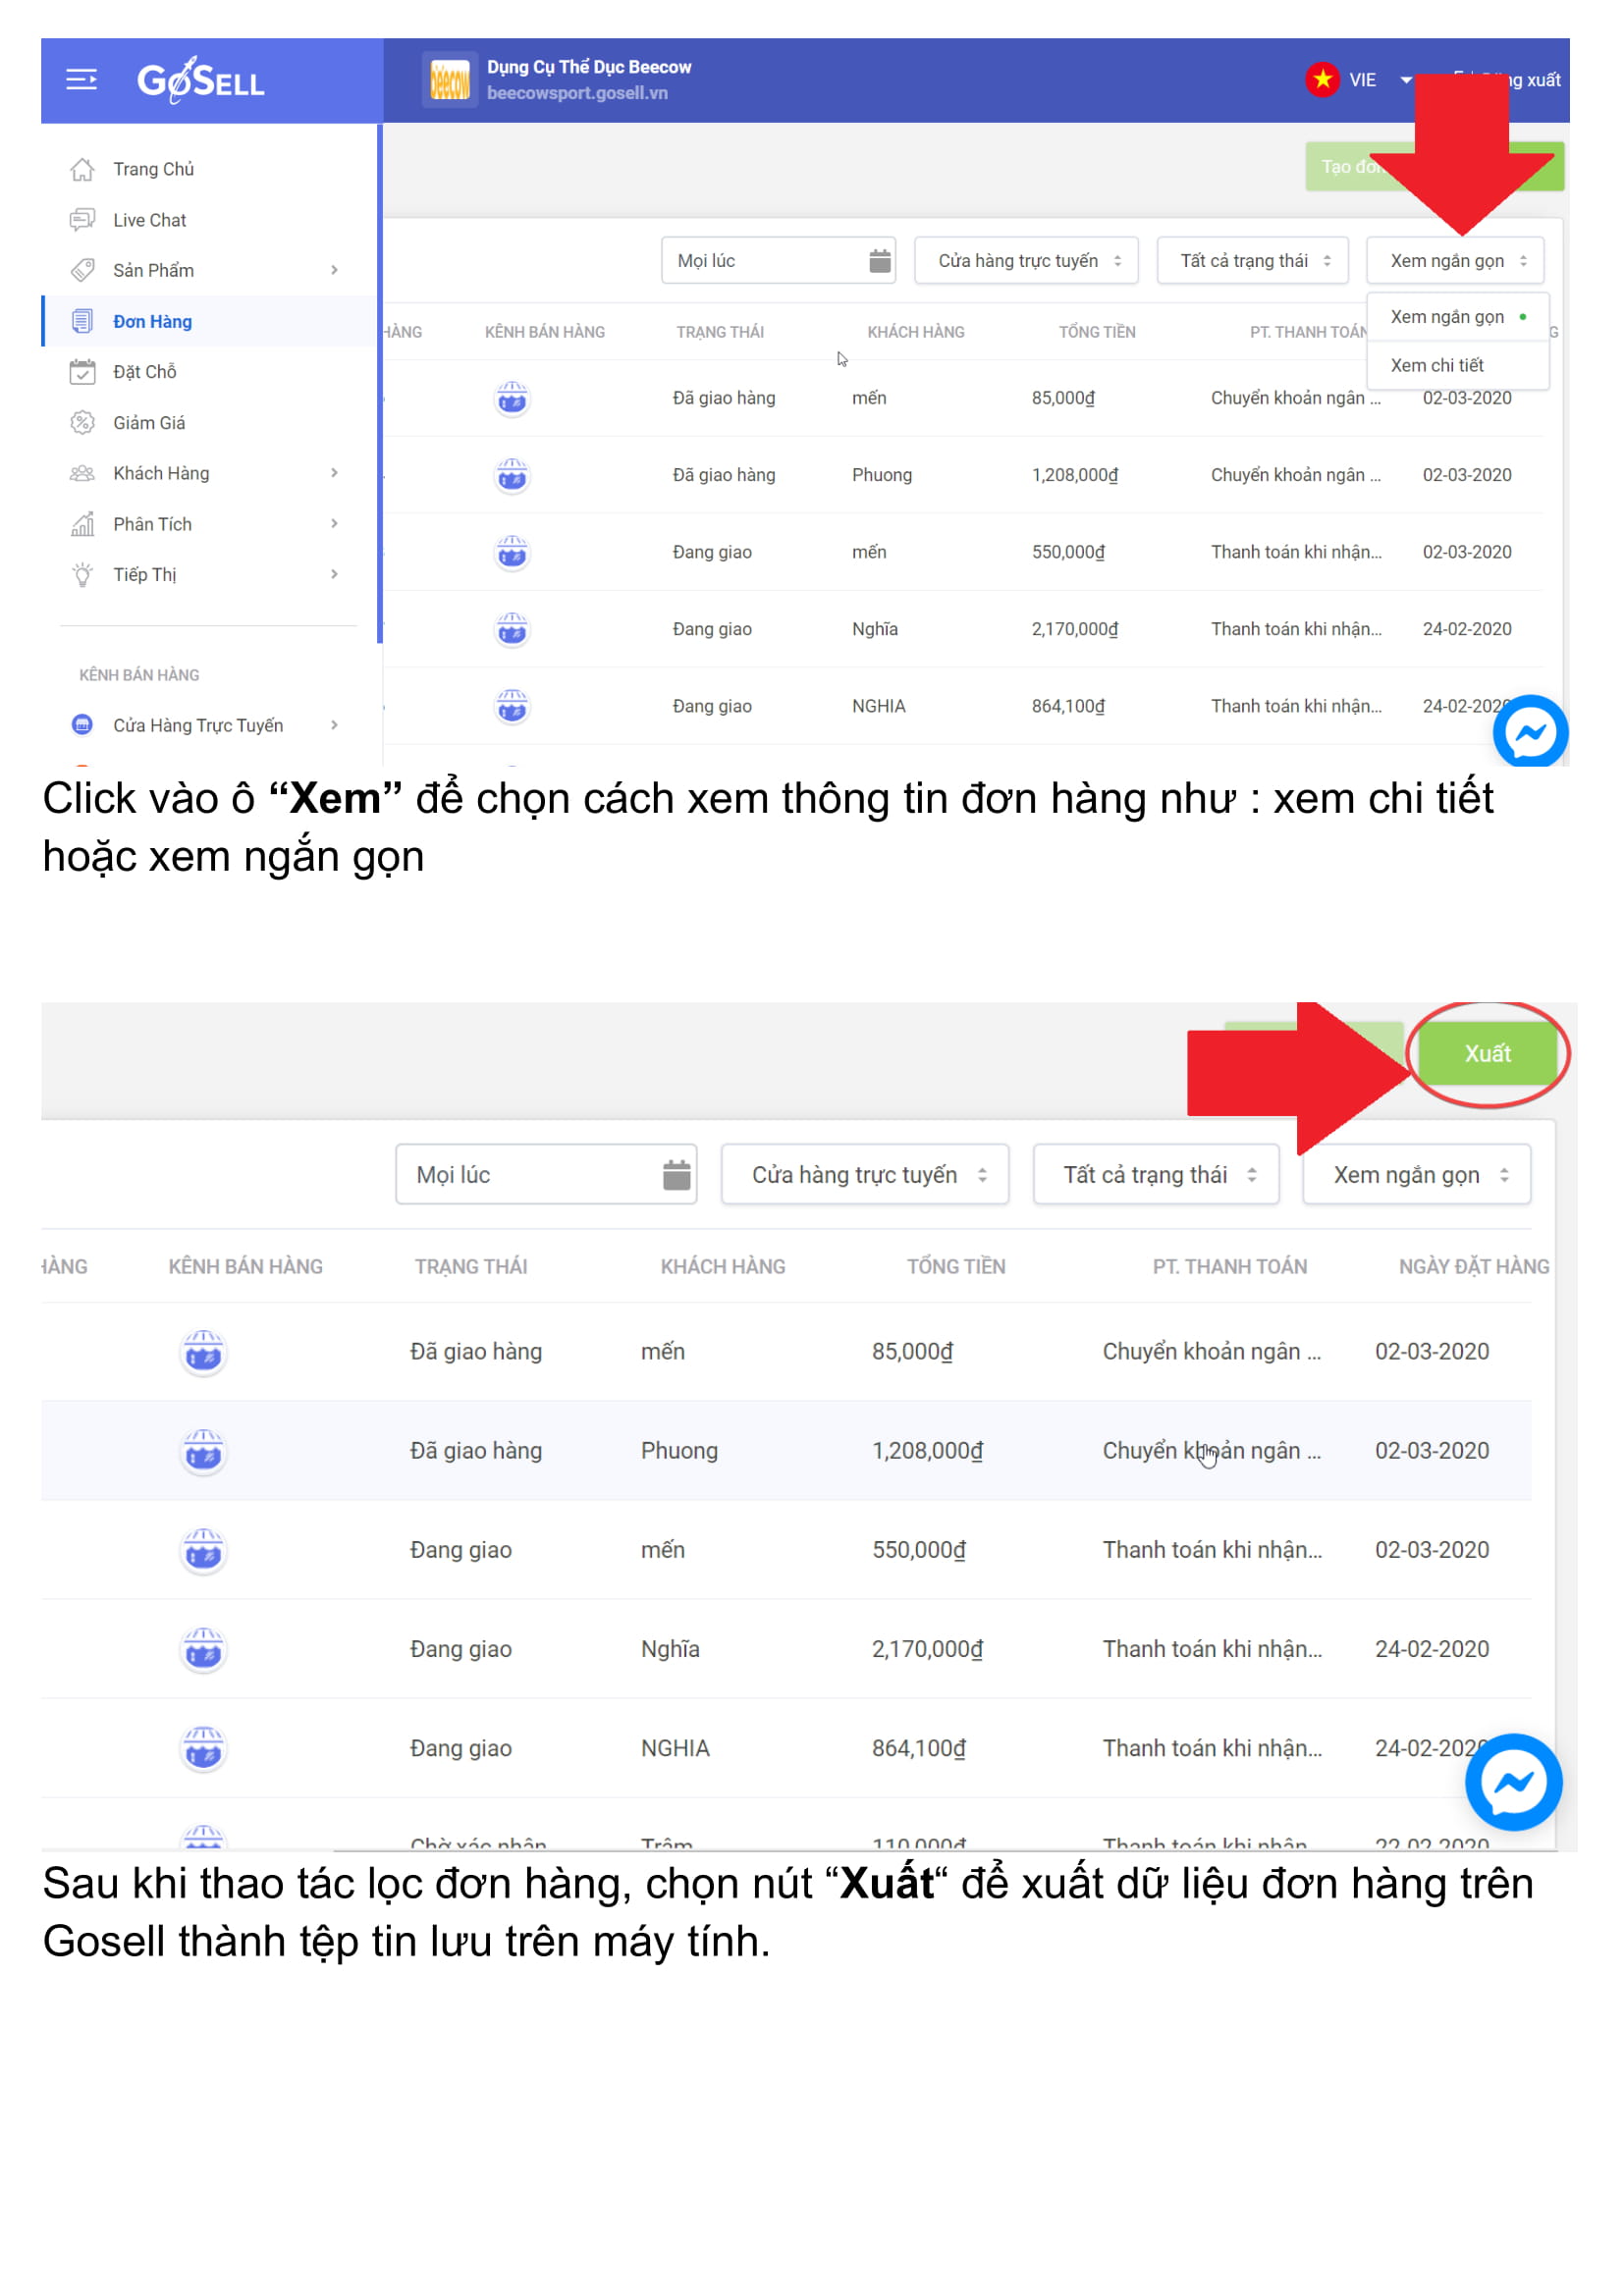 GoSELL
Dụng Cụ Thể Dục Beecow
beecow
beecowsport.gosell.vn
VIE
xuất
Trang Chủ
Live Chat
Sản Phẩm
Đơn Hàng
Đặt Chỗ
Giảm Giá
Khách Hàng
Phân Tích
Tiếp Thị
KÊNH BÁN HÀNG
Cửa Hàng Trực Tuyến
Tạo
Mọi lúc
Cửa hàng trực tuyến
Tất cả trạng thái
Xem ngắn gọn
Xem ngắn gọn
Xem chi tiết
HÀNG KÊNH BÁN HÀNG TRẠNG THÁI KHÁCH HÀNG TỔNG TIỀN PT. THANH TOÁN
Đã giao hàng mến 85,000₫ Chuyển khoản ngân ... 02-03-2020
Đã giao hàng Phuong 1,208,000₫ Chuyển khoản ngân ... 02-03-2020
Đang giao mến 550,000₫ Thanh toán khi nhận... 02-03-2020
Đang giao Nghĩa 2,170,000₫ Thanh toán khi nhận... 24-02-2020
Đang giao NGHIA 864,100₫ Thanh toán khi nhận... 24-02-2020
Click vào ô “Xem” để chọn cách xem thông tin đơn hàng như : xem chi tiết
hoặc xem ngắn gọn
Xuất
Mọi lúc
Cửa hàng trực tuyến
Tất cả trạng thái
Xem ngắn gọn
HÀNG KÊNH BÁN HÀNG TRẠNG THÁI KHÁCH HÀNG TỔNG TIỀN PT. THANH TOÁN NGÀY ĐẶT HÀNG
Đã giao hàng mến 85,000₫ Chuyển khoản ngân ... 02-03-2020
Đã giao hàng Phuong 1,208,000₫ Chuyển khoản ngân ... 02-03-2020
Đang giao mến 550,000₫ Thanh toán khi nhận... 02-03-2020
Đang giao Nghĩa 2,170,000₫ Thanh toán khi nhận... 24-02-2020
Đang giao NGHIA 864,100₫ Thanh toán khi nhận... 24-02-202
Chờ xác nhận Trâm 110,000₫ Thanh toán khi nhận 22-02-2020
Sau khi thao tác lọc đơn hàng, chọn nút “Xuất“ để xuất dữ liệu đơn hàng trên
Gosell thành tệp tin lưu trên máy tính.